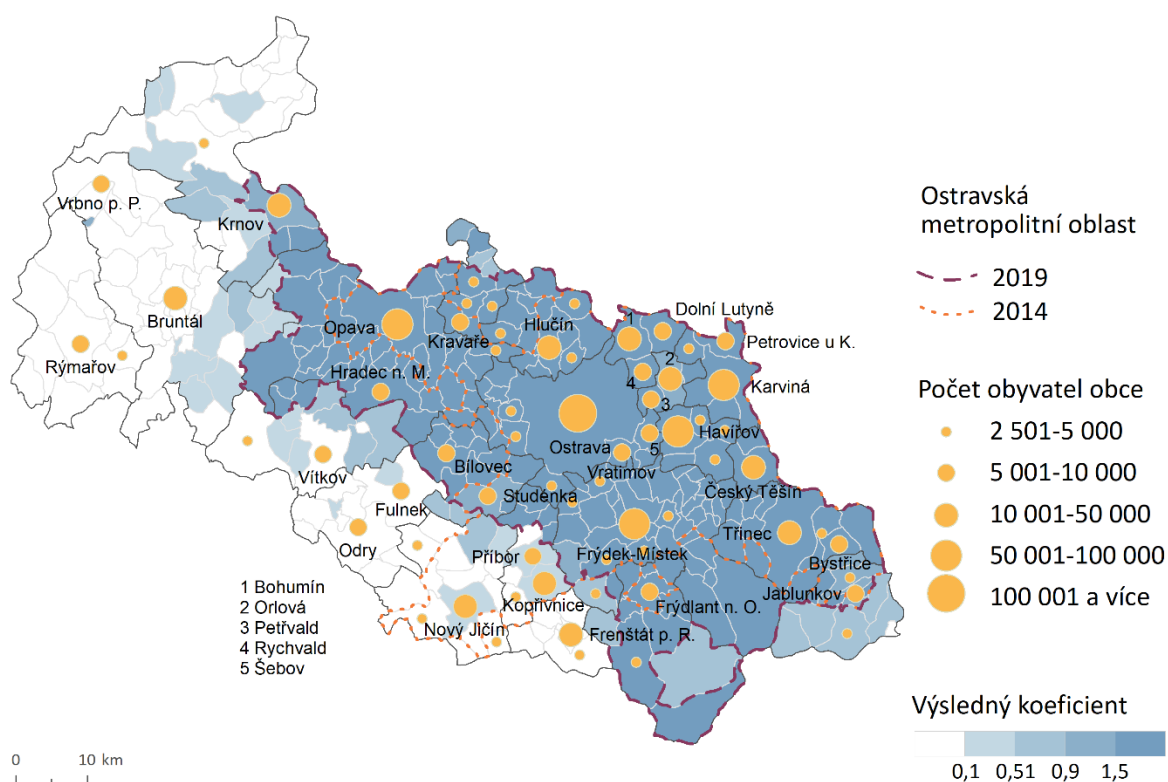 Vrbno p. P.
Krnov
Bruntál
Rýmařov
Opava
Kravaře
Hlučín
Dolní Lutyně
Petrovice u K.
Karviná
Hradec n. M.
Ostrava
Havířov
Vratimov
Český Těšín
Bílovec
Studénka
Vítkov
Fulnek
Odry
Příbor
Kopřivnice
Nový Jičín
Frenštát p. R.
Frýdek-Místek
Frýdlant n. O.
Třinec
Bystřice
Jablunkov
1
2
3
4
5
1 Bohumín
2 Orlová
3 Petřvald
4 Rychvald
5 Šebov
0 10 km
Ostravská
metropolitní oblast
2019
2014
Počet obyvatel obce
2 501-5 000
5 001-10 000
10 001-50 000
50 001-100 000
100 001 a více
Výsledný koeficient
0,1 0,51 0,9 1,5